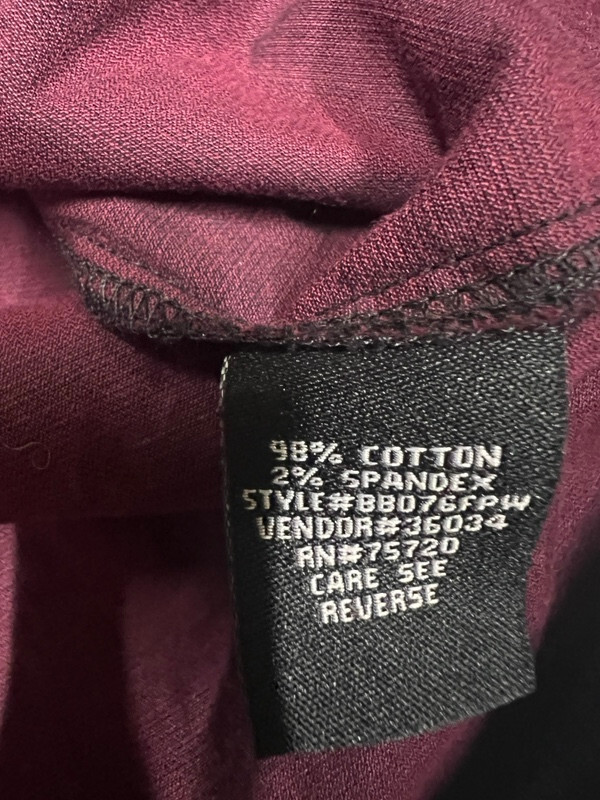 98% COTTON
2% SPANDEX
STYLE#BB076FPW
VENDOR#36034
RN#75720
CARE SEE
REVERSE